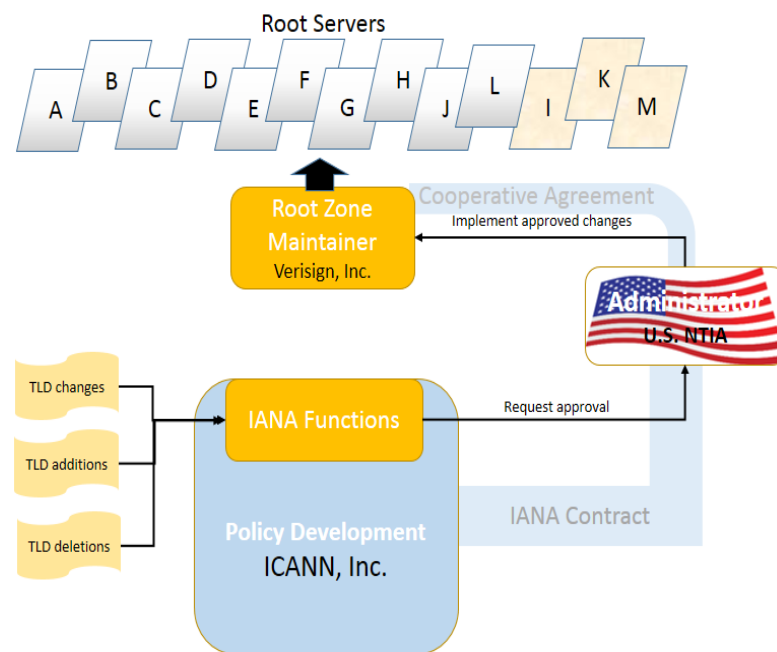 Root Servers
A
B
C
D
E
F
G
H
J
L
I
K
M
Cooperative Agreement
Root Zone
Maintainer
Verisign, Inc.
Implement approved changes
Administrator
U.S. NTIA
TLD changes
IANA Functions
Request approval
TLD additions
IANA Contract
Policy Development
TLD deletions
ICANN, Inc.